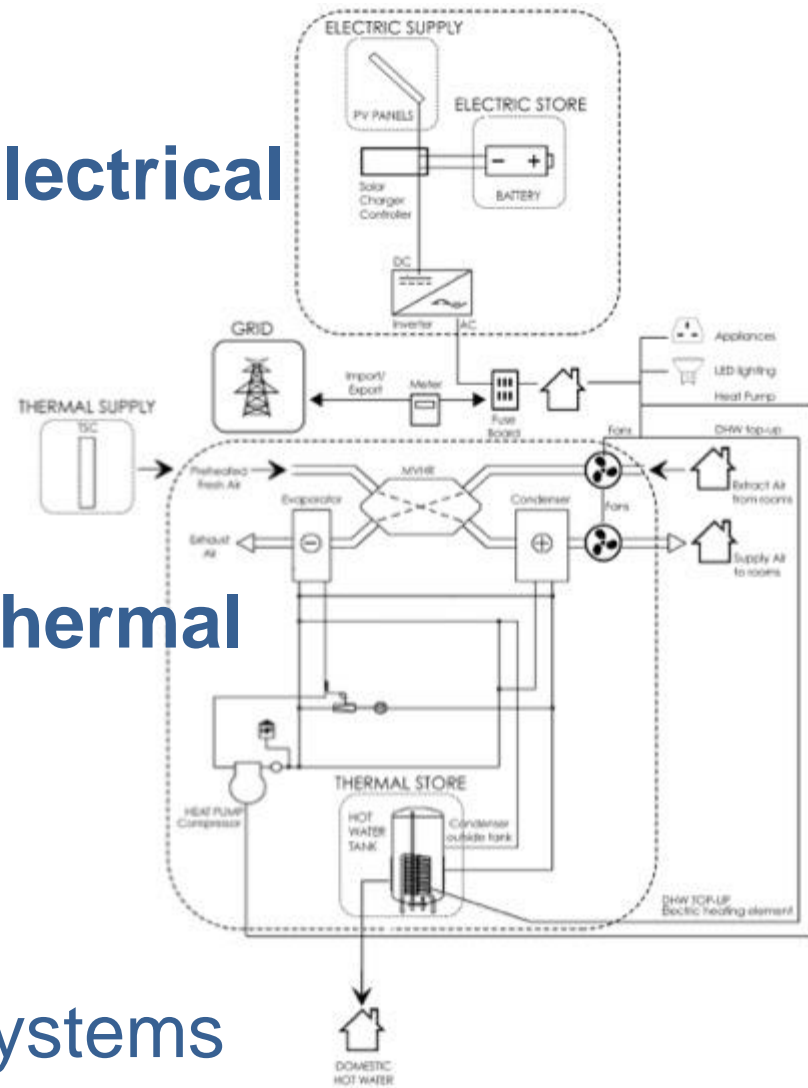 ELECTRIC SUPPLY
PV PANELS
ELECTRIC STORE
BATTERY
lectrical
Solar
Charger
Controller
DC
Inverter
AC
GRID
Import/
Export
Meter
Fuse
Board
Appliances
LED lighting
Heat Pump
DHW top-up
THERMAL SUPPLY
TSC
Preheated
Fresh Air
MVHR
Fans
Extract Air
from rooms
Evaporator
Condenser
Fans
Exhaust
Air
Supply Air
to rooms
hermal
HEAT PUMP
Compressor
THERMAL STORE
HOT
WATER
TANK
Condenser
outside tank
DHW TOP-UP
Electric heating element
ystems
DOMESTIC
HOT WATER